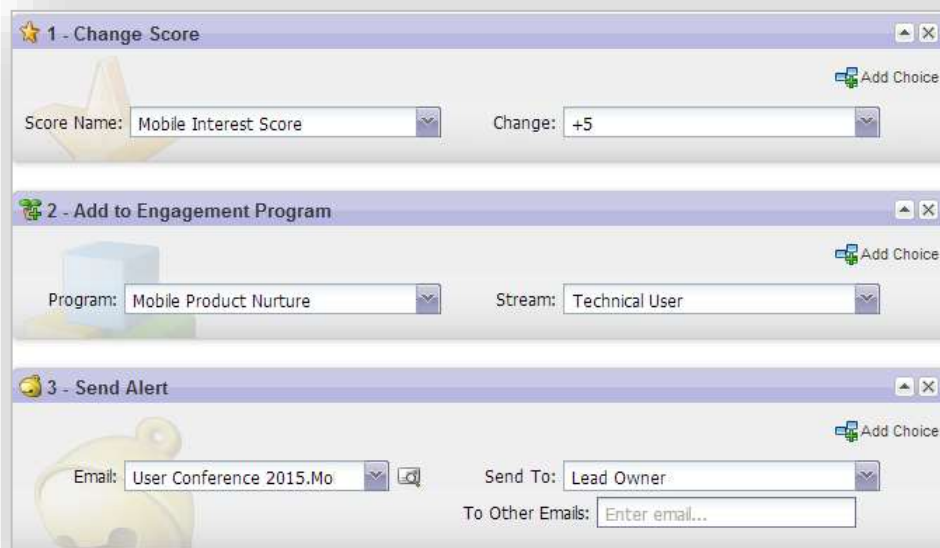 1 - Change Score
Add Choice
Score Name: Mobile Interest Score Change: +5
2 - Add to Engagement Program
Add Choice
Program: Mobile Product Nurture Stream: Technical User
3 - Send Alert
Add Choice
Email: User Conference 2015.Mo Send To: Lead Owner
To Other Emails: Enter email...